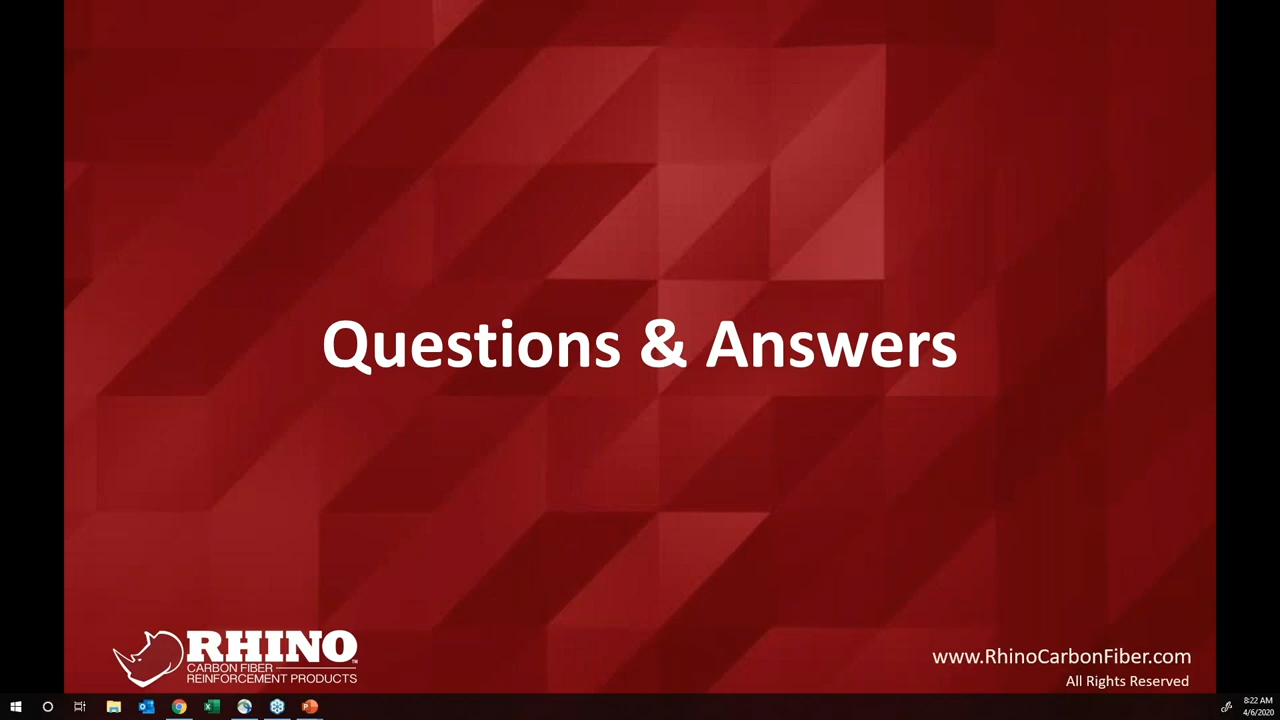 Questions & Answers
RHINO
CARBON FIBER
REINFORCEMENT PRODUCTS
www.RhinoCarbonFiber.com
All Rights Reserved
8:22 AM
4/6/2020